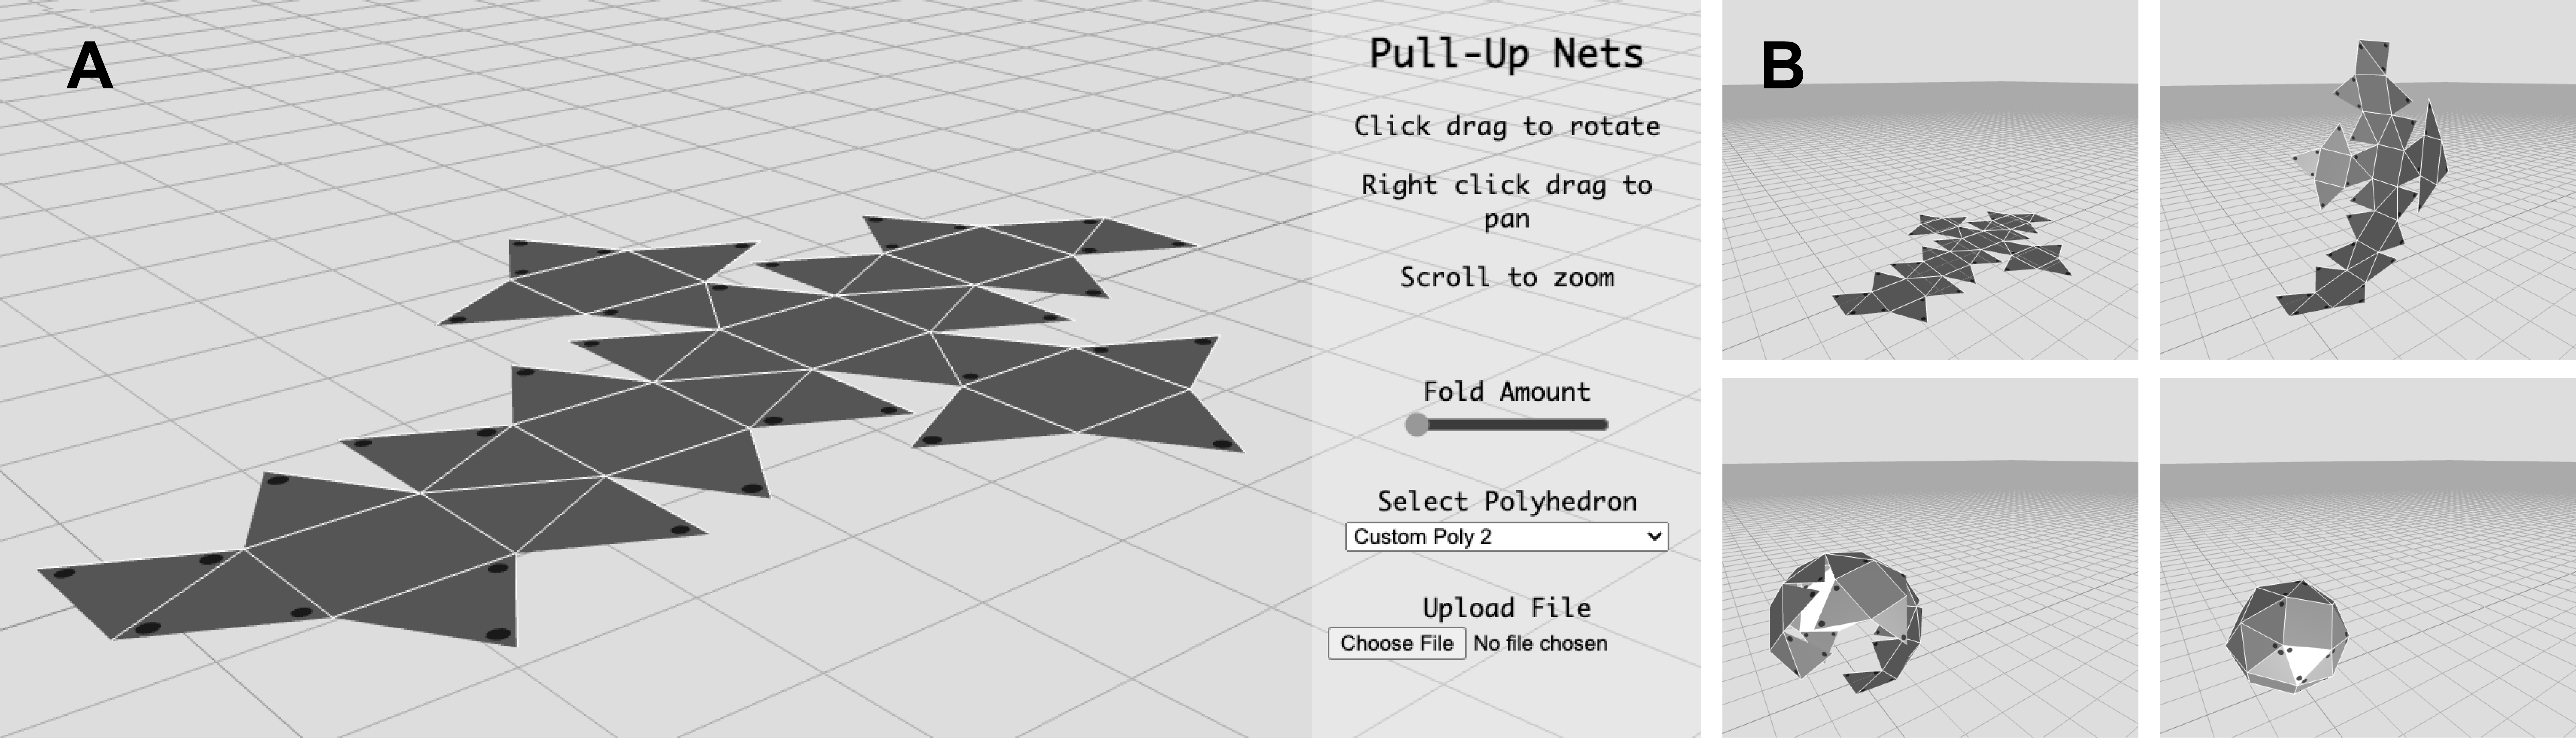 A
Pull-Up Nets
Click drag to rotate
Right click drag to
pan
Scroll to zoom
Fold Amount
Select Polyhedron
Custom Poly 2
Upload File
Choose File No file chosen
B